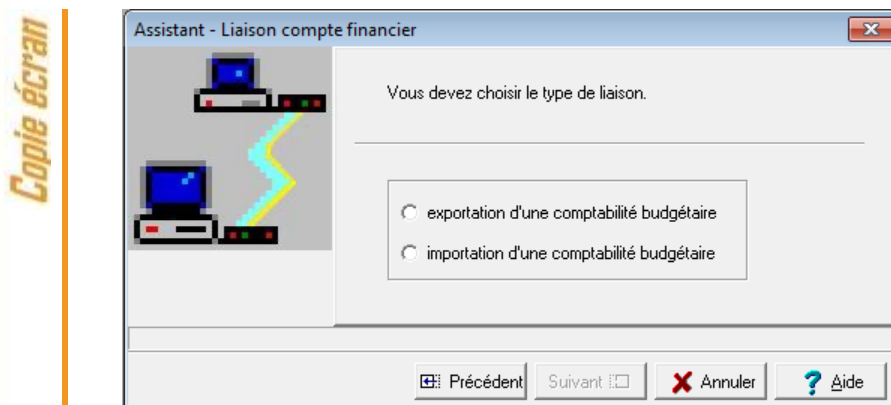 Copie écran
Assistant - Liaison compte financier
Vous devez choisir le type de liaison.
exportation d'une comptabilité budgétaire
importation d'une comptabilité budgétaire
Précédent Suivant Annuler Aide